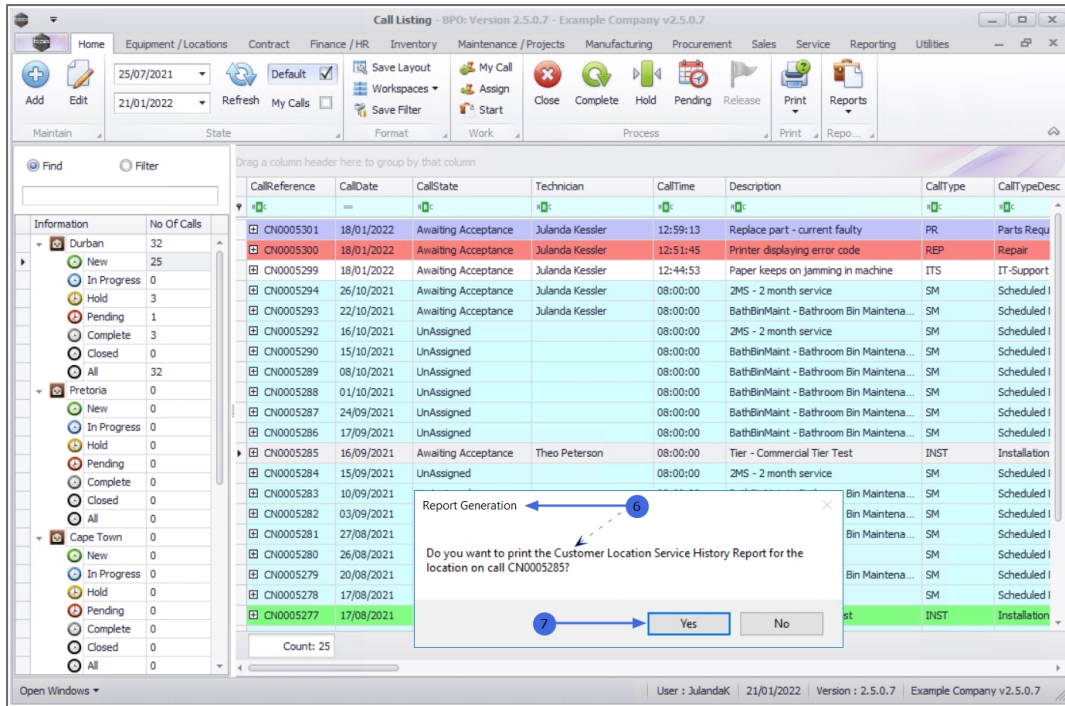 Call Listing - BPO: Version 2.5.0.7 - Example Company v2.5.0.7
Home Equipment / Locations Contract Finance / HR Inventory Maintenance / Projects Manufacturing Procurement Sales Service Reporting Utilities
25/07/2021 Default Save Layout My Call
Workspaces Assign
Add Edit 21/01/2022 Refresh My Calls Save Filter Start Close Complete Hold Pending Release Print Reports
Maintain State Format Work Process Print Repo...
Find Filter
Drag a column header here to group by that column
CallReference CallDate CallState Technician CallTime Description CallType CallTypeDesc
Information No Of Calls
Durban 32
New 25
In Progress 0
Hold 3
Pending 1
Complete 3
Closed 0
All 32
Pretoria 0
New 0
In Progress 0
Hold 0
Pending 0
Complete 0
Closed 0
All 0
Cape Town 0
New 0
In Progress 0
Hold 0
Pending 0
Complete 0
Closed 0
All 0
CN0005301 18/01/2022 Awaiting Acceptance Julanda Kessler 12:59:13 Replace part - current faulty PR Parts Requ
CN0005300 18/01/2022 Awaiting Acceptance Julanda Kessler 12:51:45 Printer displaying error code REP Repair
CN0005299 18/01/2022 Awaiting Acceptance Julanda Kessler 12:44:53 Paper keeps on jamming in machine ITS IT-Support
CN0005294 26/10/2021 Awaiting Acceptance Julanda Kessler 08:00:00 2MS - 2 month service SM Scheduled
CN0005293 22/10/2021 Awaiting Acceptance Julanda Kessler 08:00:00 BathBinMaint - Bathroom Bin Maintena... SM Scheduled
CN0005292 16/10/2021 UnAssigned 08:00:00 2MS - 2 month service SM Scheduled
CN0005290 15/10/2021 UnAssigned 08:00:00 BathBinMaint - Bathroom Bin Maintena... SM Scheduled
CN0005289 08/10/2021 UnAssigned 08:00:00 BathBinMaint - Bathroom Bin Maintena... SM Scheduled
CN0005288 01/10/2021 UnAssigned 08:00:00 BathBinMaint - Bathroom Bin Maintena... SM Scheduled
CN0005287 24/09/2021 UnAssigned 08:00:00 BathBinMaint - Bathroom Bin Maintena... SM Scheduled
CN0005286 17/09/2021 UnAssigned 08:00:00 BathBinMaint - Bathroom Bin Maintena... SM Scheduled
CN0005285 16/09/2021 Awaiting Acceptance Theo Peterson 08:00:00 Tier - Commercial Tier Test INST Installation
CN0005284 15/09/2021 UnAssigned 08:00:00 2MS - 2 month service SM Scheduled
CN0005283 10/09/2021 Bin Maintena... SM Scheduled
CN0005282 03/09/2021 Bin Maintena... SM Scheduled
CN0005281 27/08/2021 Bin Maintena... SM Scheduled
CN0005280 26/08/2021 SM Scheduled
CN0005279 20/08/2021 Bin Maintena... SM Scheduled
CN0005278 17/08/2021 SM Scheduled
CN0005277 17/08/2021 st INST Installation
Count: 25
Report Generation 6
Do you want to print the Customer Location Service History Report for the
location on call CN0005285?
7 Yes No
Open Windows User : JulandaK 21/01/2022 Version : 2.5.0.7 Example Company v2.5.0.7